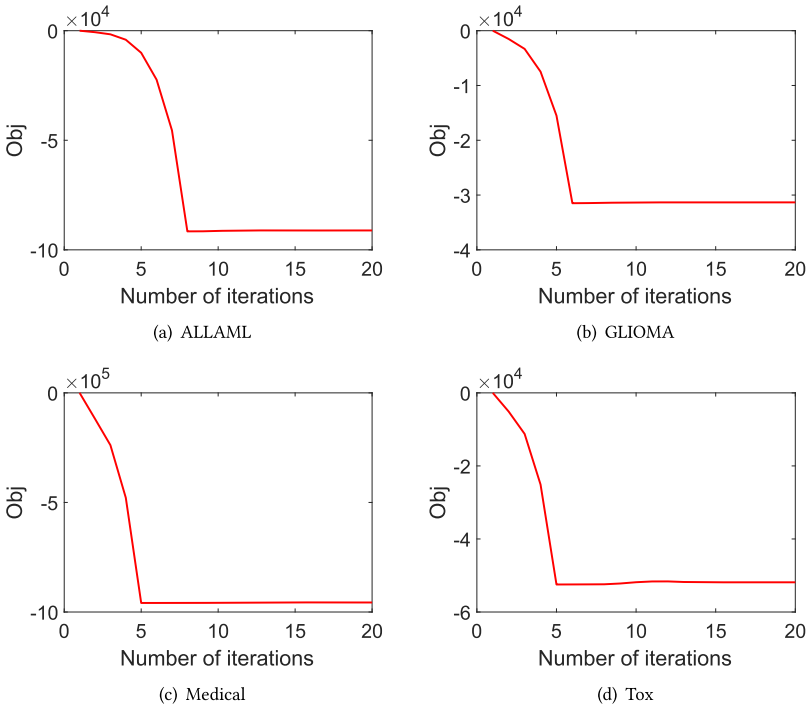 ×10^4
0
-5
-10
Obj
0 5 10 15 20
Number of iterations
(a) ALLAML
×10^4
0
-1
-2
-3
-4
Obj
0 5 10 15 20
Number of iterations
(b) GLIOMA
×10^5
0
-5
-10
Obj
0 5 10 15 20
Number of iterations
(c) Medical
×10^4
0
-2
-4
-6
Obj
0 5 10 15 20
Number of iterations
(d) Tox